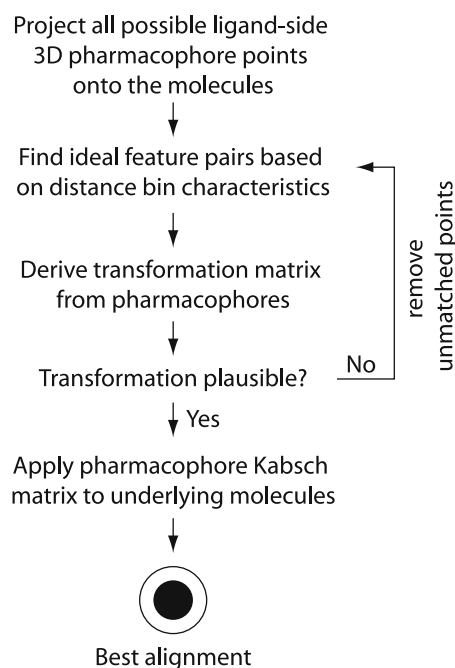 Project all possible ligand-side
3D pharmacophore points
onto the molecules
Find ideal feature pairs based
on distance bin characteristics
Derive transformation matrix
from pharmacophores
remove
unmatched points
Transformation plausible?
No
Yes
Apply pharmacophore Kabsch
matrix to underlying molecules
Best alignment